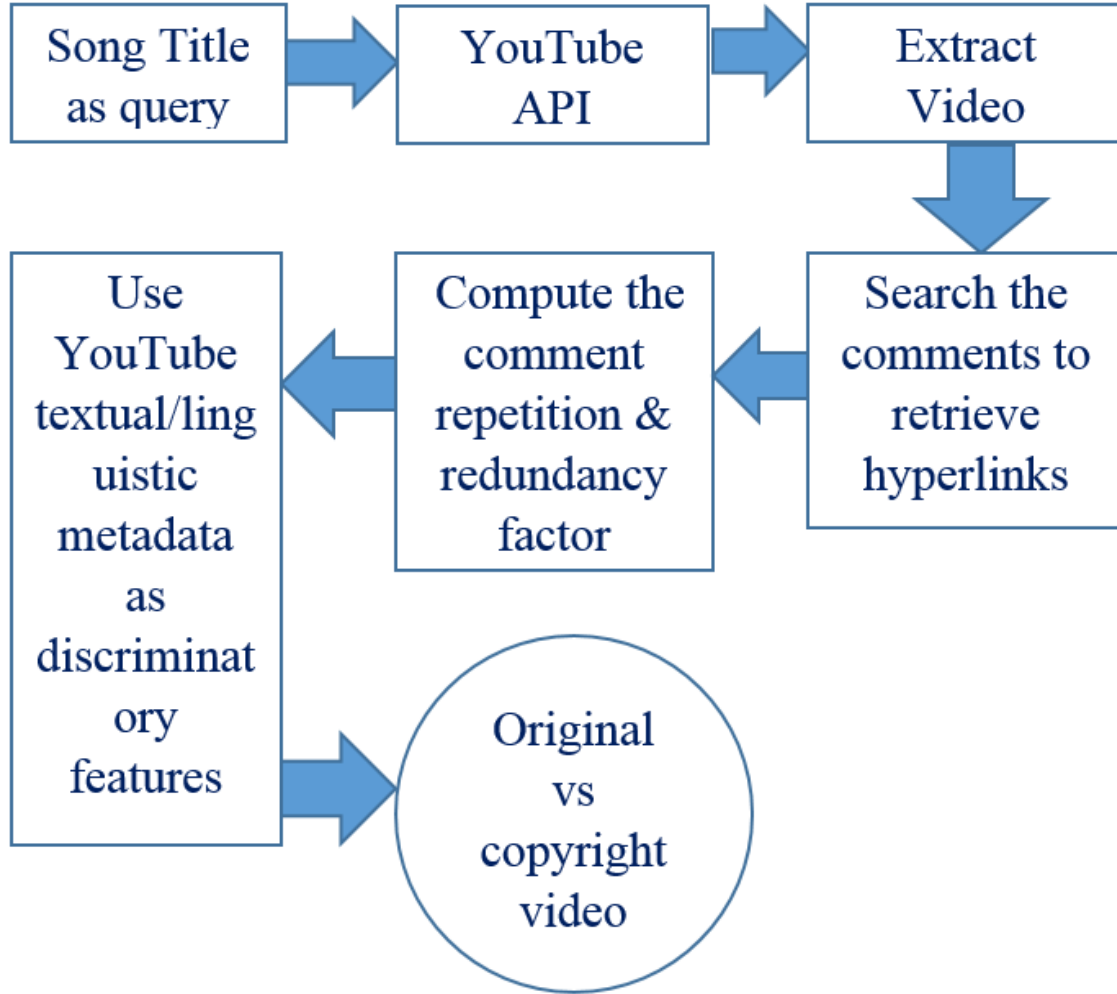 Song Title
as query
YouTube
API
Extract
Video
Search the
comments to
retrieve
hyperlinks
Compute the
comment
repetition &
redundancy
factor
Use
YouTube
textual/ling
uistic
metadata
as
discriminat
ory
features
Original
vs
copyright
video